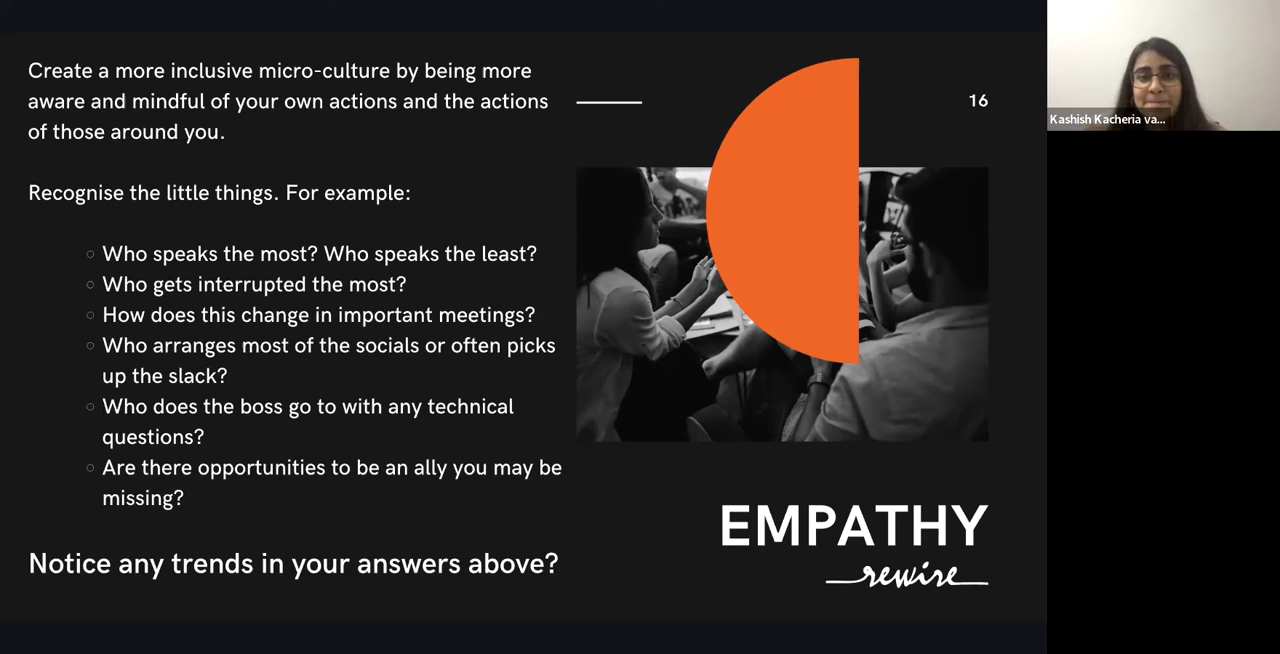 Create a more inclusive micro-culture by being more
aware and mindful of your own actions and the actions
of those around you.
16
Kashish Kacheria va...
Recognise the little things. For example:
Who speaks the most? Who speaks the least?
Who gets interrupted the most?
How does this change in important meetings?
Who arranges most of the socials or often picks
up the slack?
Who does the boss go to with any technical
questions?
Are there opportunities to be an ally you may be
missing?
Notice any trends in your answers above?
EMPATHY
rewire